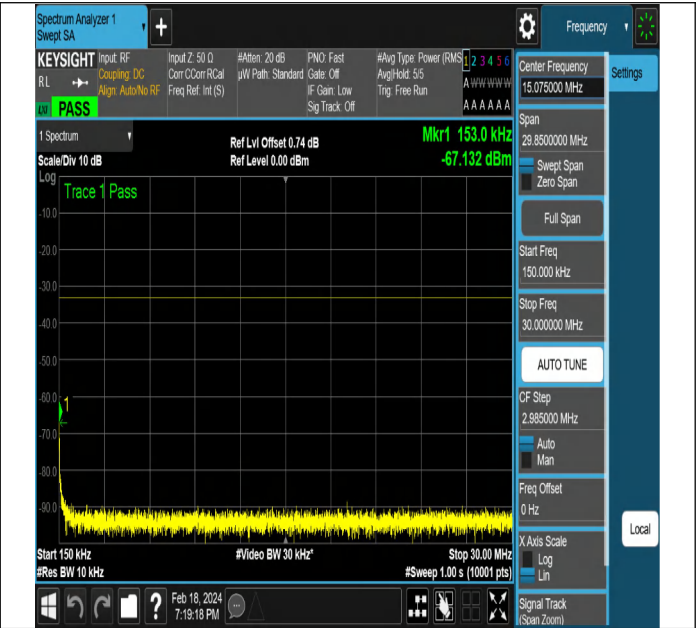 Spectrum Analyzer 1
Swept SA
Frequency
KEYSIGHT
RL
PASS
Input: RF
Coupling: DC
Align: Auto/No RF
Input Z: 50 Ω
Corr CCorr RCal
Freq Ref: Int (S)
#Atten: 20 dB
µW Path: Standard
PNO: Fast
Gate: Off
IF Gain: Low
Sig Track: Off
#Avg Type: Power (RMS
Avg|Hold: 5/5
Trig: Free Run
1 2 3 4 5 6
A W W W W W
A A A A A A
1 Spectrum
Scale/Div 10 dB
Ref Lvl Offset 0.74 dB
Ref Level 0.00 dBm
Mkr1 153.0 kHz
-67.132 dBm
Log
Trace 1 Pass
-10.0
-20.0
-30.0
-40.0
-50.0
-60.0
1
-70.0
-80.0
-90.0
Start 150 kHz
#Res BW 10 kHz
#Video BW 30 kHz*
Stop 30.00 MHz
#Sweep 1.00 s (10001 pts)
?
Feb 18, 2024
7:19:18 PM
Center Frequency
15.075000 MHz
Settings
Span
29.8500000 MHz
Swept Span
Zero Span
Full Span
Start Freq
150.000 kHz
Stop Freq
30.000000 MHz
AUTO TUNE
CF Step
2.985000 MHz
Auto
Man
Freq Offset
0 Hz
Local
X Axis Scale
Log
Lin
Signal Track
(Span Zoom)